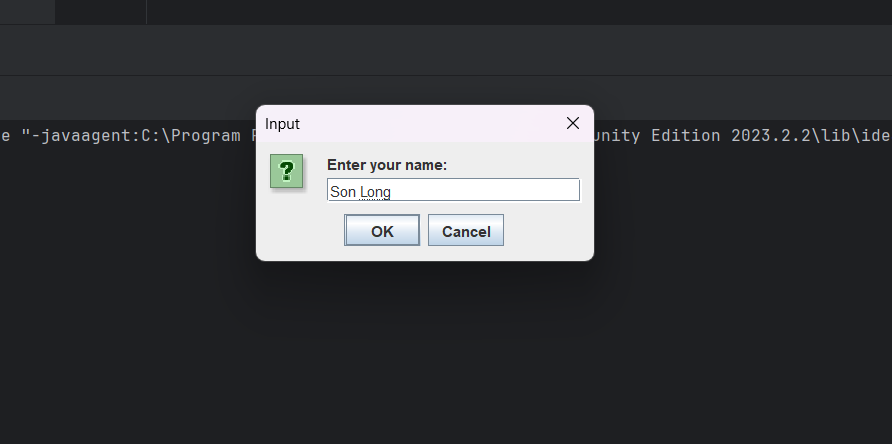 Input
e "-javaagent:C:\Program unity Edition 2023.2.2\lib\ide
?
Enter your name:
Son Long
OK Cancel